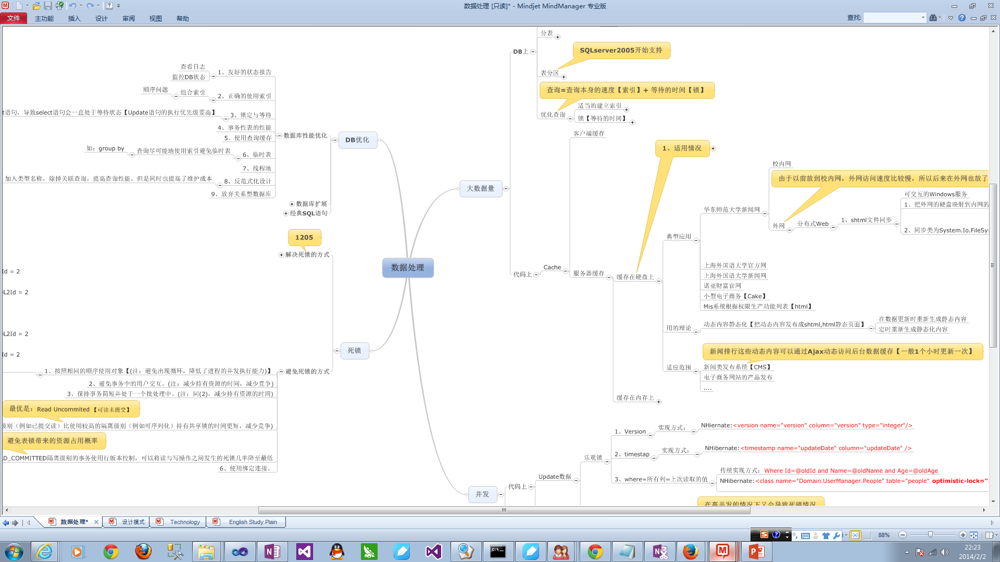 数据处理 [只读]* - Mindjet MindManager 专业版
文件
主功能
插入
设计
审阅
视图
帮助
查找:
分表
DB上
SQLserver2005开始支持
表分区
查询=查询本身的速度【索引】+ 等待的时间【锁】
适当的建立索引
优化查询
锁【等待的时间】
查看日志
监控DB状态
1、友好的状态报告
顺序问题
组合索引
2、正确的使用索引
t语句，导致select语句会一直处于等待状态【Update语句的执行优先级要高】
3、锁定与等待
4、事务性表的性能
5、使用查询缓存
如：group by
查询尽可能地使用索引避免临时表
6、临时表
7、线程池
加入类型名称，除掉关联查询，提高查询性能，但是同时也提高了维护成本
8、反范式化设计
9、放弃关系型数据库
数据库性能优化
DB优化
数据库扩展
经典SQL语句
大数据量
1205
解决死锁的方式
数据处理
Id = 2
L2Id = 2
L2Id = 2
Id = 2
死锁
避免死锁的方式
1、按照相同的顺序使用对象【(注：避免出现循环，降低了进程的并发执行能力)】
2、避免事务中的用户交互。(注：减少持有资源的时间，减少竞争)
3、保持事务简短并处于一个批处理中。(注：同(2)，减少持有资源的时间)
最优是：Read Uncommited 【可读未提交】
级别（例如已提交读）比使用较高的隔离级别（例如可序列化）持有共享锁的时间更短，减少竞争)
避免表锁带来的资源占用概率
D_COMMITTED隔离级别的事务使用行版本控制，可以将读与写操作之间发生的死锁几率降至最低
6、使用绑定连接。
客户端缓存
1、适用情况
校内网
由于以前放到校内网，外网访问速度比较慢，所以后来在外网也放了
可交互的Windows服务
1、把外网的硬盘映射到内网的
华东师范大学新闻网
外网
分布式Web
1、shtml文件同步
2、同步类为System.Io.FileSy
典型应用
上海外国语大学官方网
上海外国语大学新闻网
诺亚财富官网
小型电子商务【Cake】
Mis系统根据权限生产功能列表【html】
代码上
Cache
服务器缓存
缓存在硬盘上
用的理论
动态内容静态化【把动态内容发布成shtml,html静态页面】
在数据更新时重新生成静态内容
定时重新生成静态化内容
新闻排行这些动态内容可以通过Ajax动态访问后台数据缓存【一般1个小时更新一次】
适应范围
新闻类发布系统【CMS】
电子商务网站的产品发布
....
缓存在内存上
1、Version
实现方式：
NHiernate:<version name="version" column="version" type="integer"/>
2、timestap
实现方式：
NHibernate:<timestamp name="updateDate" column="updateDate" />
乐观锁
传统实现方式：Where Id=@oldId and Name=@oldName and Age=@oldAge
3、where=所有列=上次读取的值
NHibernate:<class name="Domain.UserManager.People" table="people" optimistic-lock="
Update数据
代码上
并发
在高并发的情况下又会导致死锁情况
数据处理*
设计模式
Technology
English Study Plain
88%
22:23
2014/2/2